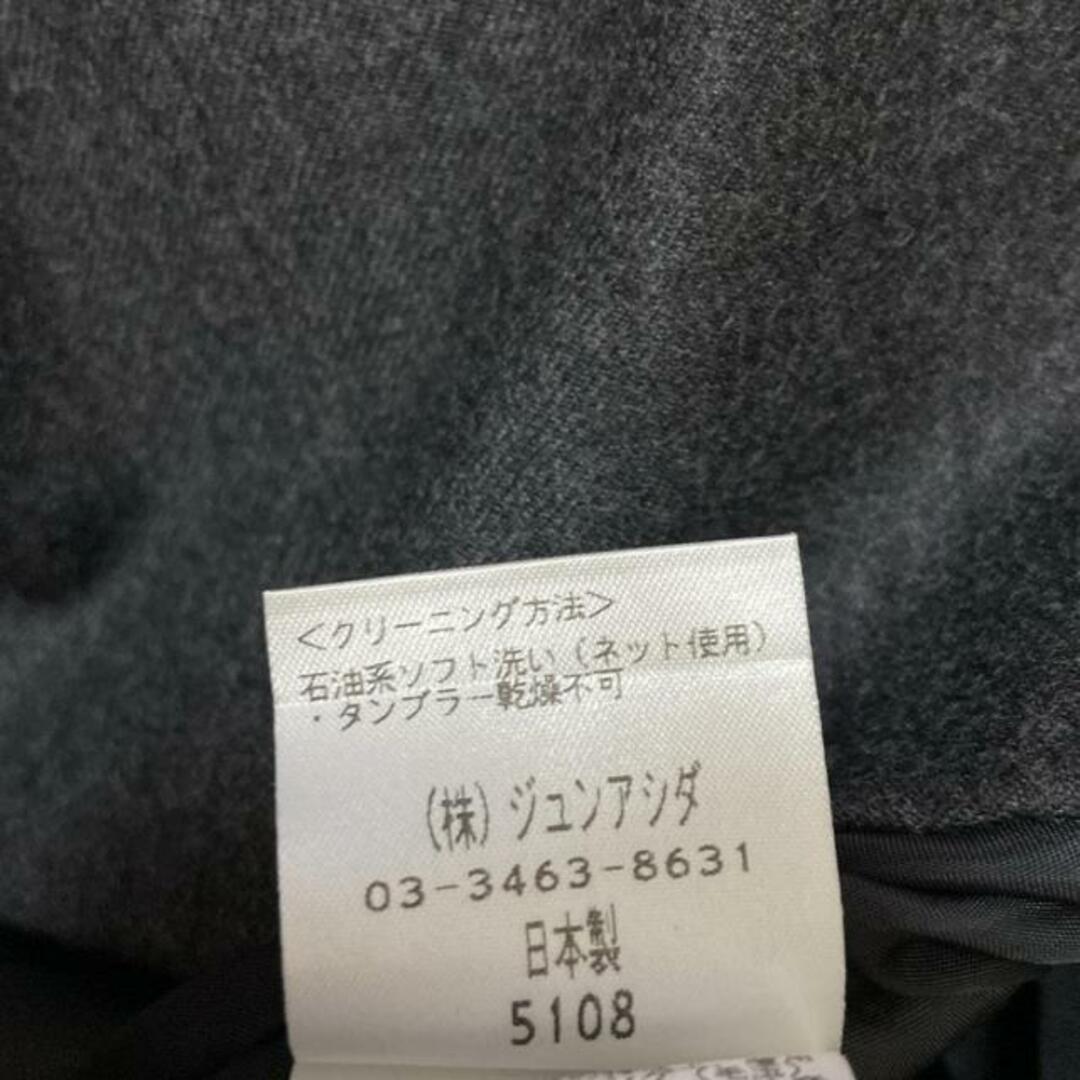 <クリーニング方法>
石油系ソフト洗い(ネット使用)
・タンブラー乾燥不可
(株)ジュンアシダ
03-3463-8631
日本製
5108